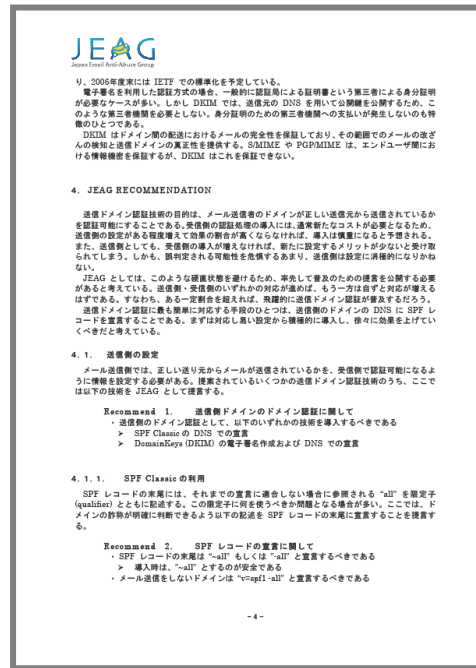 JEAG
Japan Email Anti-Abuse Group
り、2006年度末には IETF での標準化を予定している。
電子署名を利用した認証方式の場合、一般的に認証局による証明書という第三者による身分証明
が必要なケースが多い。しかし DKIM では、送信元の DNS を用いて公開鍵を公開するため、こ
のような第三者機関を必要としない。身分証明のための第三者機関への支払いが発生しないのも特
徴のひとつである。
DKIM はドメイン間の配送におけるメールの完全性を保証しており、その範囲でのメールの改ざ
んの検知と送信ドメインの真正性を提供する。S/MIME や PGP/MIME は、エンドユーザ間にお
ける情報機密を保証するが、DKIM はこれを保証できない。
4. JEAG RECOMMENDATION
送信ドメイン認証技術の目的は、メール送信者のドメインが正しい送信元から送信されているか
を認証可能にすることである。受信側の認証処理の導入には、通常新たなコストが必要となるため、
送信側の設定がある程度増えて効果の割合が高くならなければ、導入は慎重になると予想される。
また、送信側としても、受信側の導入が増えなければ、新たに設定するメリットが少ないと受け取
られてしまう。しかも、誤判定される可能性を危惧するあまり、送信側は設定に消極的になりかね
ない。
JEAG としては、このような硬直状態を避けるため、率先して普及のための提言を公開する必要
があると考えている。送信側・受信側のいずれかの対応が進めば、もう一方は自ずと対応が増える
はずである。すなわち、ある一定割合を超えれば、飛躍的に送信ドメイン認証が普及するだろう。
送信ドメイン認証に最も簡単に対応する手段のひとつは、送信側のドメインの DNS に SPF レ
コードを宣言することである。まずは対応し易い設定から積極的に導入し、徐々に効果を上げてい
くべきだと考えている。
4. 1. 送信側の設定
メール送信側では、正しい送り元からメールが送信されているかを、受信側で認証可能になるよ
うに情報を設定する必要がある。提案されているいくつかの送信ドメイン認証技術のうち、ここで
は以下の技術を JEAG として提言する。
Recommend 1. 送信側ドメインのドメイン認証に関して
・送信側のドメイン認証として、以下のいずれかの技術を導入するべきである
➢ SPF Classic の DNS での宣言
➢ DomainKeys (DKIM) の電子署名作成および DNS での宣言
4. 1. 1. SPF Classic の利用
SPF レコードの末尾には、それまでの宣言に適合しない場合に参照される "all" を限定子
(qualifier) とともに記述する。この限定子に何を使うべきか問題となる場合が多い。ここでは、ド
メインの詐称が明確に判断できるよう以下の記述を SPF レコードの末尾に宣言することを提言す
る。
Recommend 2. SPF レコードの宣言に関して
・SPF レコードの末尾は "~all" もしくは "-all" と宣言するべきである
➢ 導入時は、"~all" とするのが安全である
・メール送信をしないドメインは "v=spf1 -all" と宣言するべきである
- 4 -